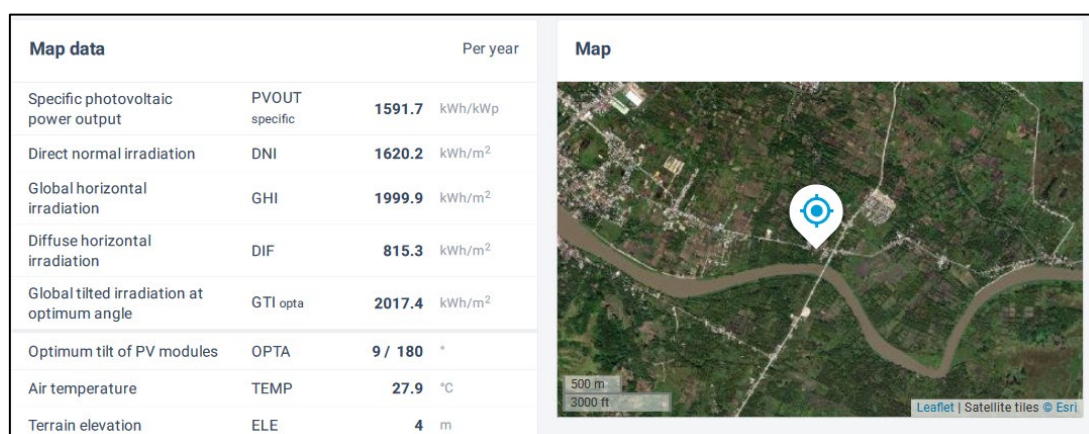 Map data Per year
Specific photovoltaic
power output PVOUT
specific 1591.7 kWh/kWp
Direct normal irradiation DNI 1620.2 kWh/m²
Global horizontal
irradiation GHI 1999.9 kWh/m²
Diffuse horizontal
irradiation DIF 815.3 kWh/m²
Global tilted irradiation at
optimum angle GTI opta 2017.4 kWh/m²
Optimum tilt of PV modules OPTA 9 / 180 °
Air temperature TEMP 27.9 °C
Terrain elevation ELE 4 m
Map
500 m
3000 ft
Leaflet | Satellite tiles © Esri